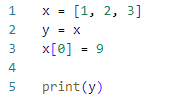 1 x = [1, 2, 3]
2 y = x
3 x[0] = 9
4
5 print(y)